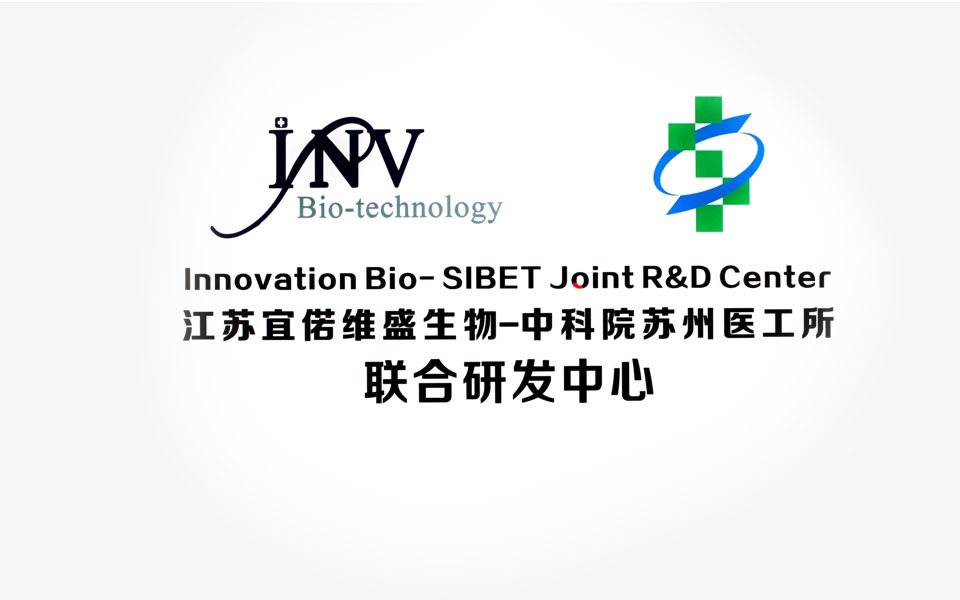 iNV
Bio-technology
Innovation Bio- SIBET Joint R&D Center
江苏宜偌维盛生物-中科院苏州医工所
联合研发中心